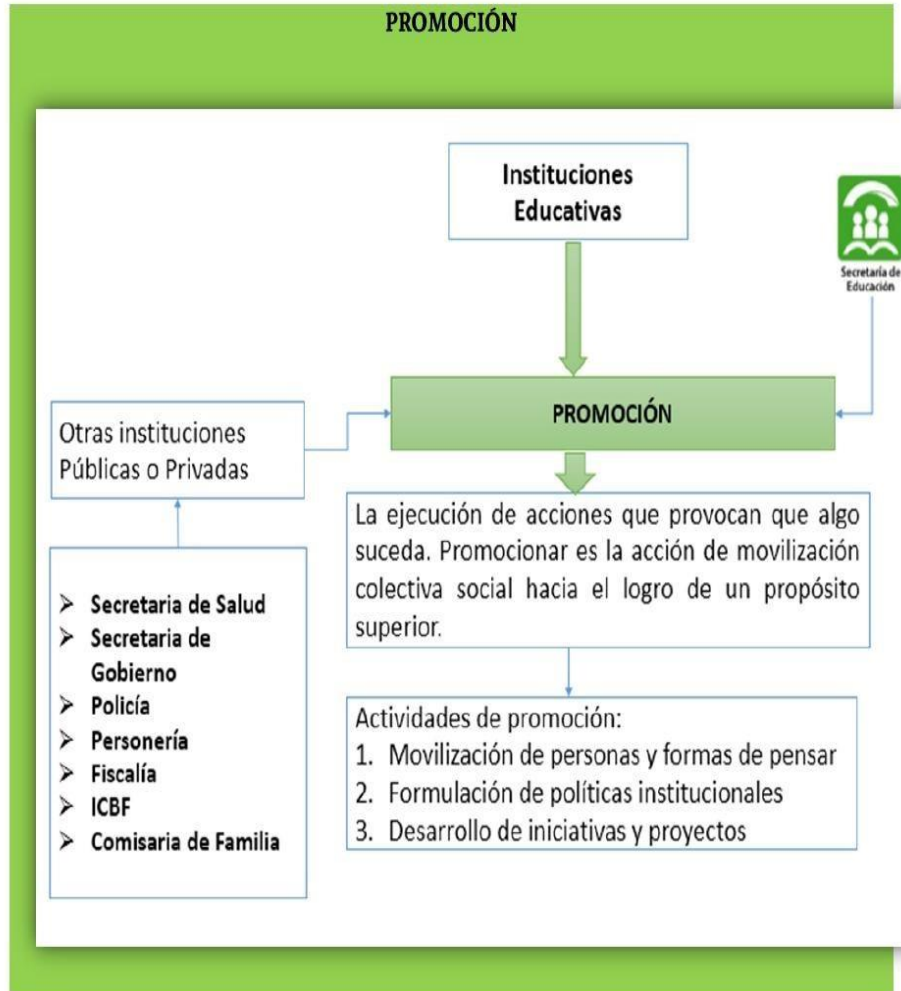 PROMOCIÓN
Instituciones
Educativas
Secretaría de
Educación
PROMOCIÓN
Otras instituciones
Públicas o Privadas
La ejecución de acciones que provocan que algo
suceda. Promocionar es la acción de movilización
colectiva social hacia el logro de un propósito
superior.
➢ Secretaria de Salud
➢ Secretaria de
Gobierno
➢ Policía
➢ Personería
➢ Fiscalía
➢ ICBF
➢ Comisaria de Familia
Actividades de promoción:
1. Movilización de personas y formas de pensar
2. Formulación de políticas institucionales
3. Desarrollo de iniciativas y proyectos